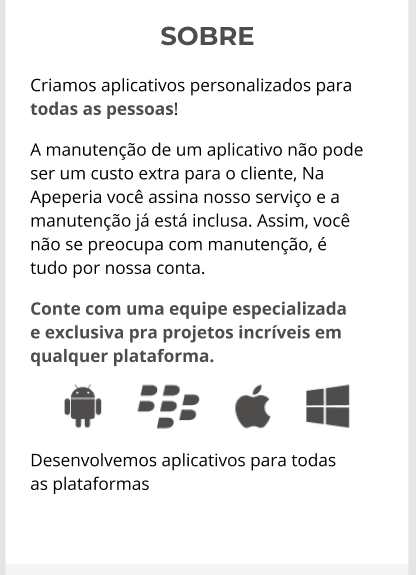 SOBRE
Criamos aplicativos personalizados para
todas as pessoas!
A manutenção de um aplicativo não pode
ser um custo extra para o cliente, Na
Apeperia você assina nosso serviço e a
manutenção já está inclusa. Assim, você
não se preocupa com manutenção, é
tudo por nossa conta.
Conte com uma equipe especializada
e exclusiva pra projetos incríveis em
qualquer plataforma.
Desenvolvemos aplicativos para todas
as plataformas